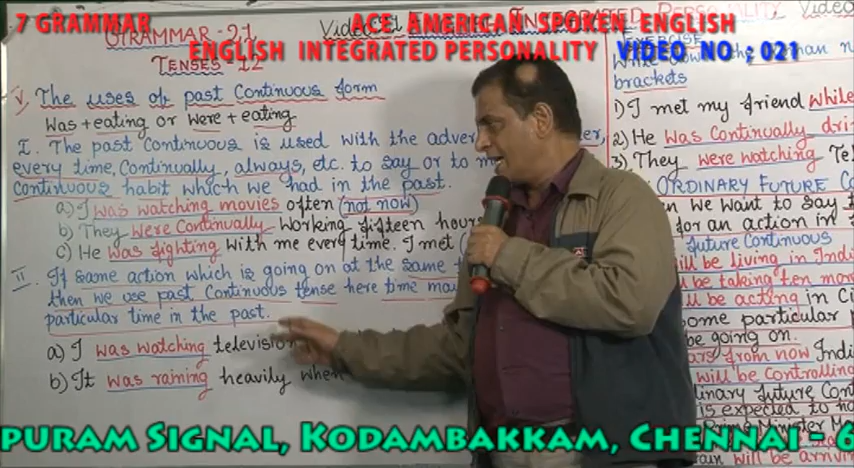 7 GRAMMAR
ACE AMERICAN SPOKEN ENGLISH
ENGLISH INTEGRATED PERSONALITY VIDEO NO ; 021
GRAMMAR - 21
TENSES - 12
V. The uses of past Continuous form
Was + eating or were + eating
I. The past Continuous is used with the adver
every time, Continually, always, etc. to say or to
Continuous habit which we had in the past.
a) I was watching movies often (not now)
b) They were Continually working fifteen hours
c) He was fighting with me every time. I met
II. If same action which is going on at the same
then we use past Continuous tense here time
particular time in the past.
a) I was watching television
b) It was raining heavily when
EXERCISE
brackets
1) I met my friend while
2) He was Continually
3) They were watching
ORDINARY FUTURE
when we want to say
for an action in
future Continuous
will be living in
will be taking ten
will be acting in
some particular
be going on.
from now
will be controlling
is expected to
Prime Minister
will be
PURAM SIGNAL, KODAMBAKKAM, CHENNAI - 6